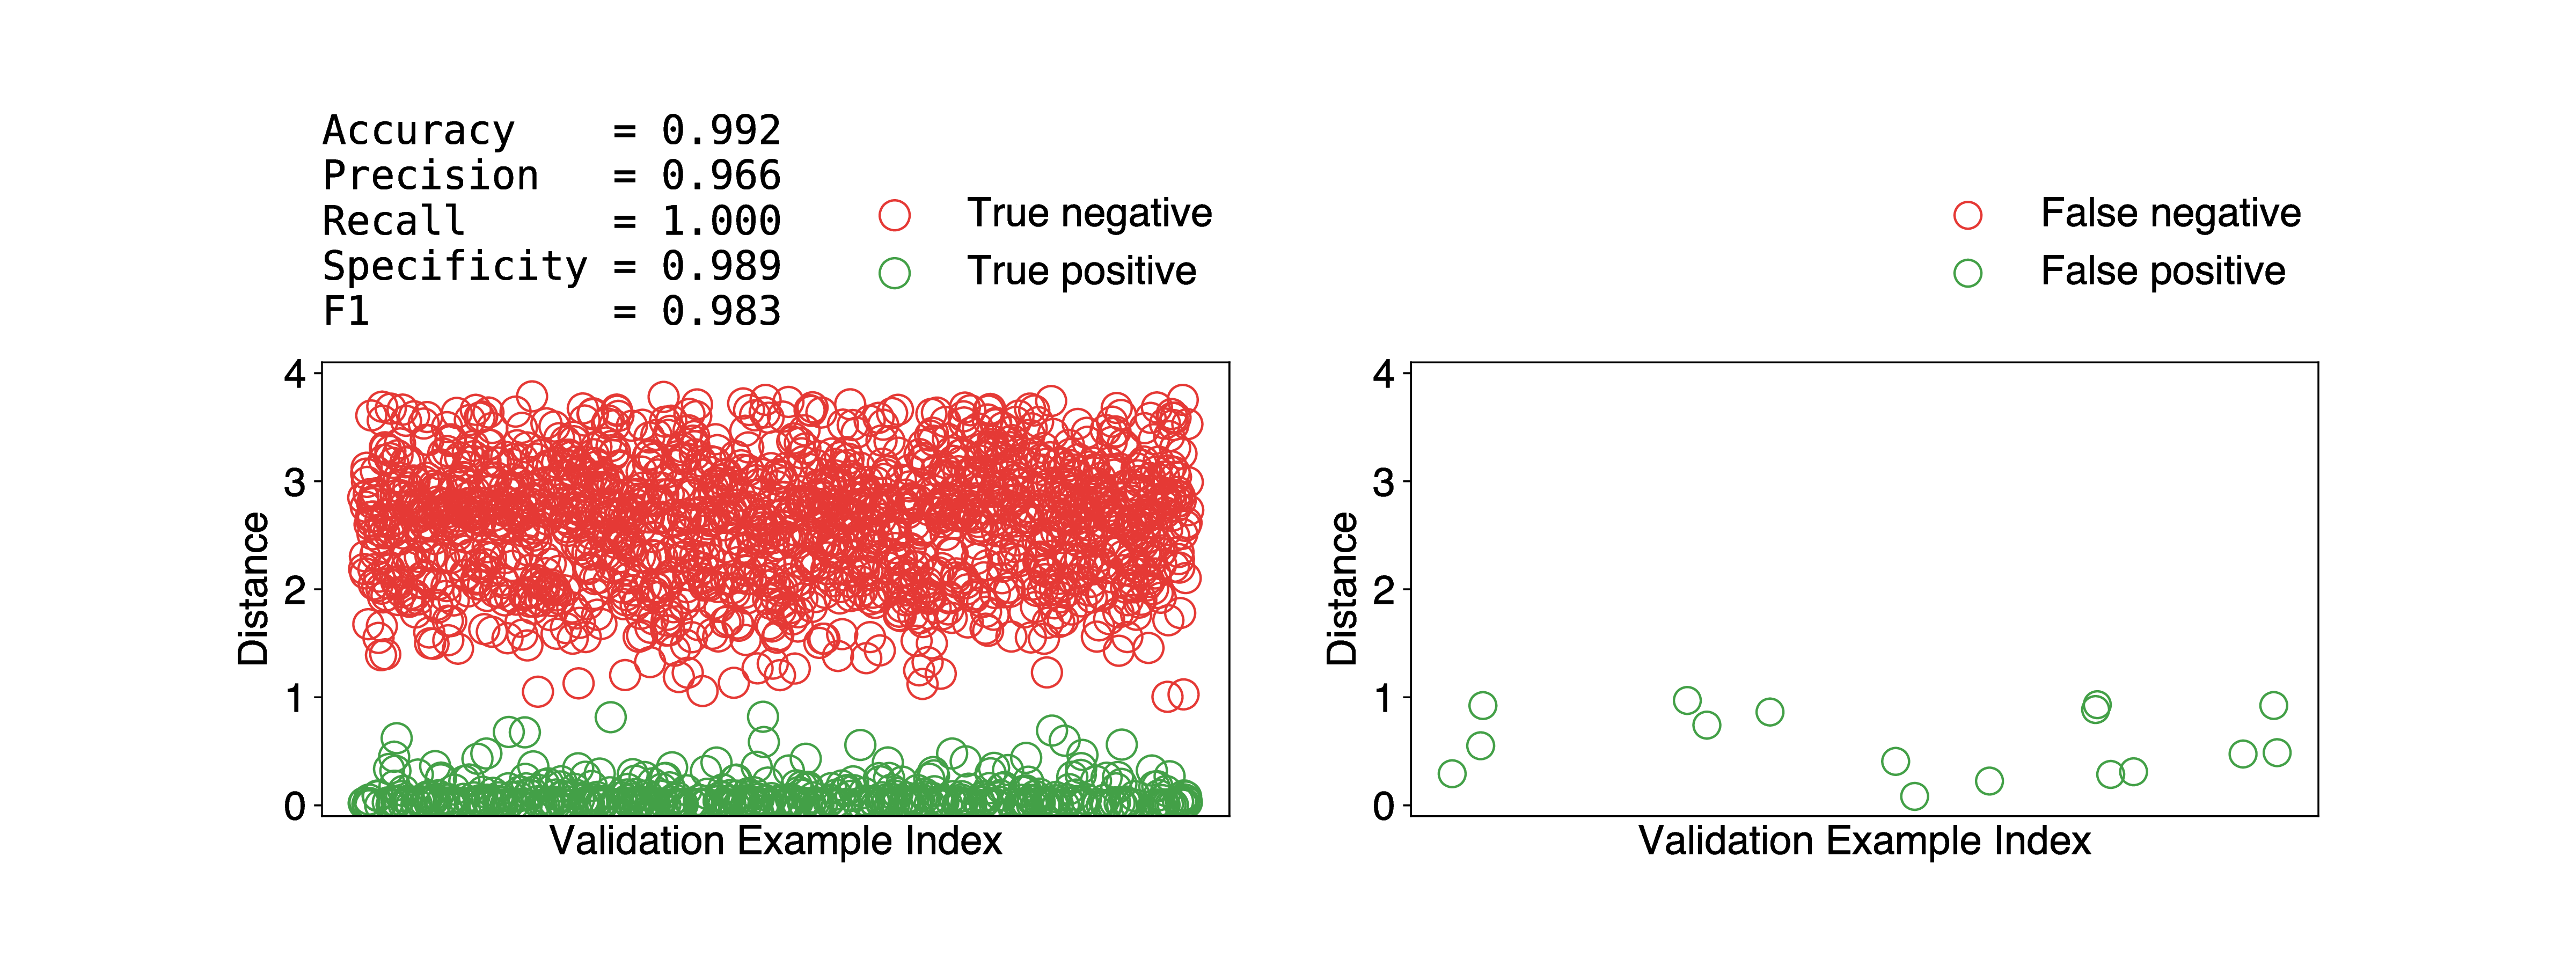 Accuracy    = 0.992
Precision   = 0.966
Recall      = 1.000
Specificity = 0.989
F1          = 0.983
True negative
True positive
4
3
2
1
0
Distance
Validation Example Index
False negative
False positive
4
3
2
1
0
Distance
Validation Example Index